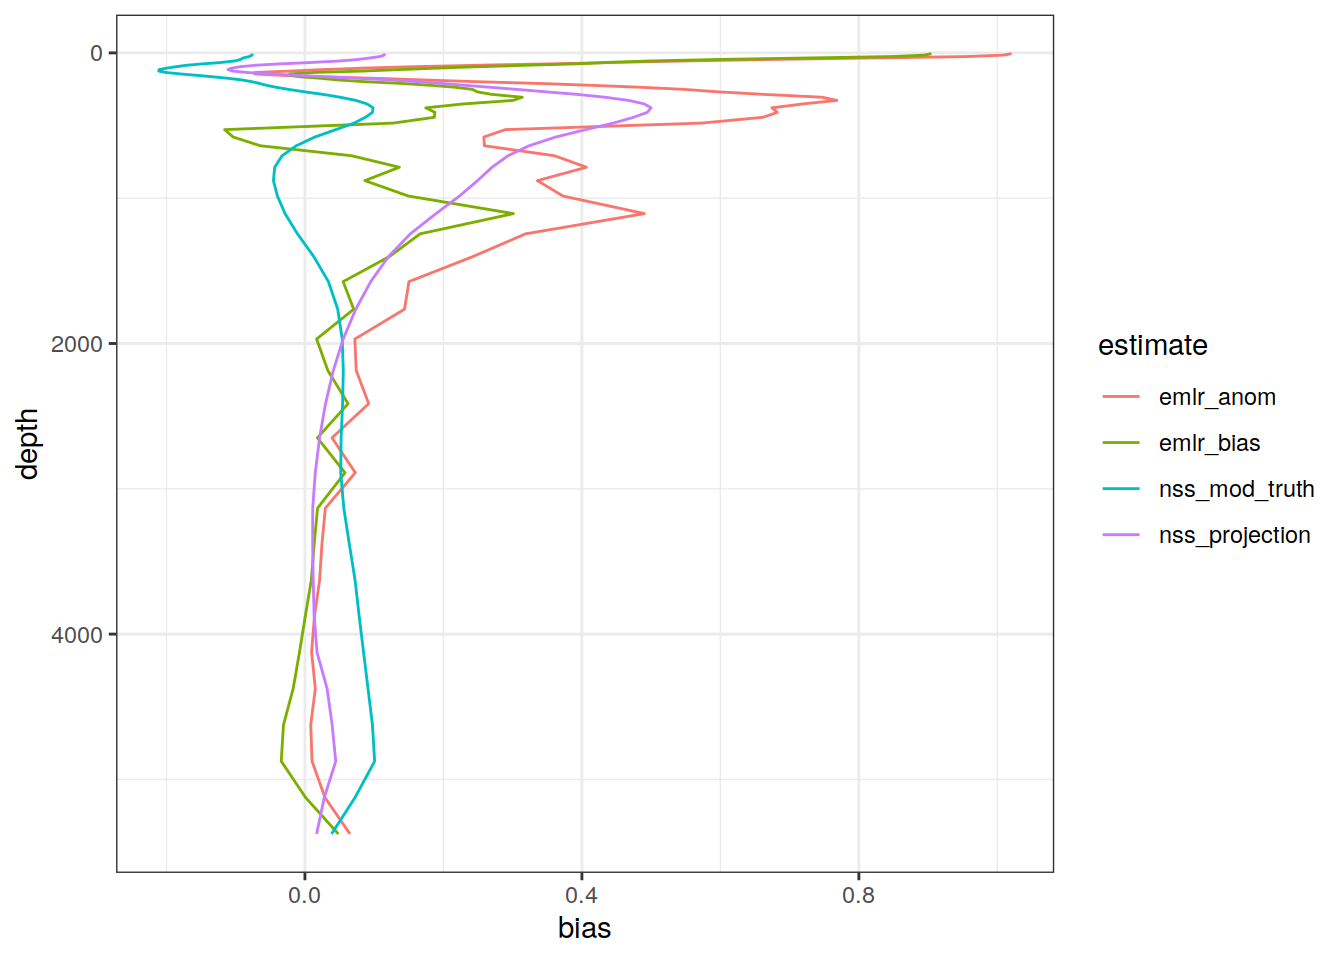 0
2000
4000
depth
0.0
0.4
0.8
bias
estimate
emlr_anom
emlr_bias
nss_mod_truth
nss_projection